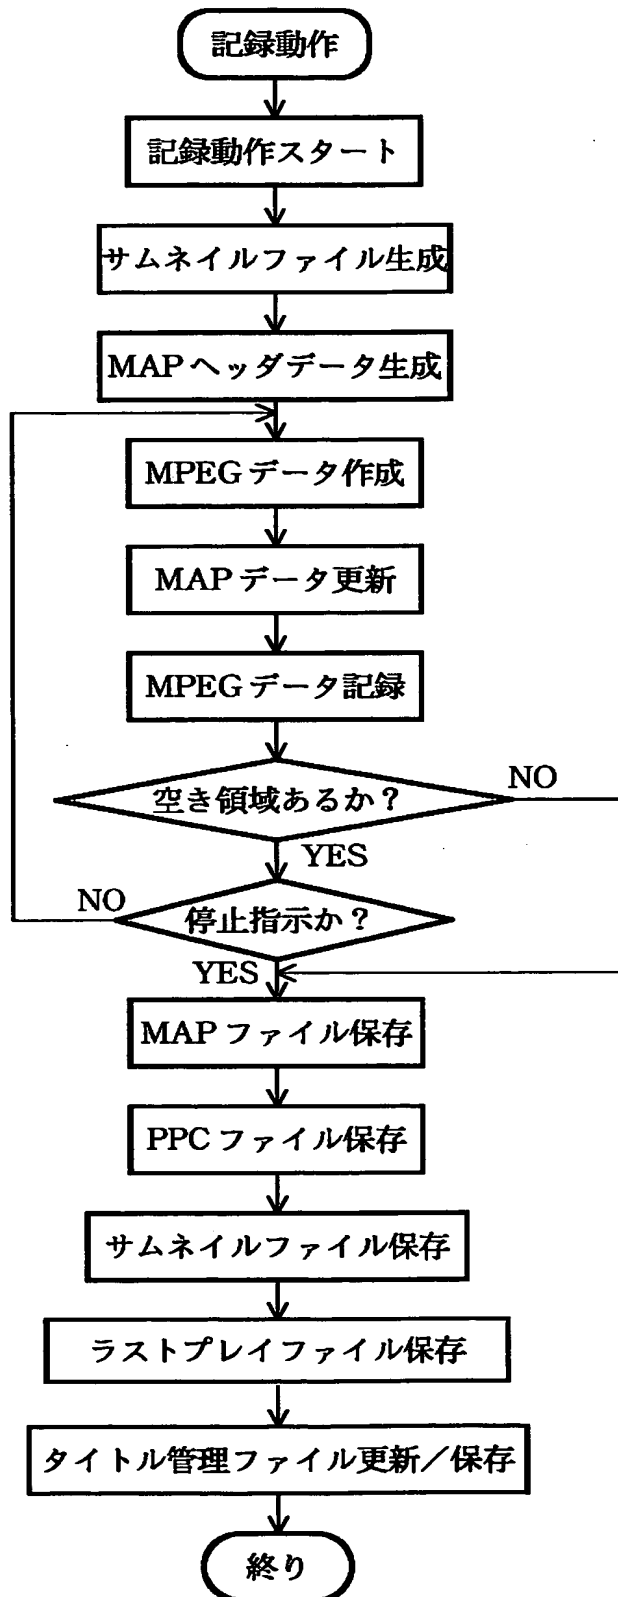 記録動作
記録動作スタート
サムネイルファイル生成
MAPヘッダデータ生成
MPEGデータ作成
MAPデータ更新
MPEGデータ記録
空き領域あるか？
NO
YES
停止指示か？
NO
YES
MAPファイル保存
PPCファイル保存
サムネイルファイル保存
ラストプレイファイル保存
タイトル管理ファイル更新／保存
終り